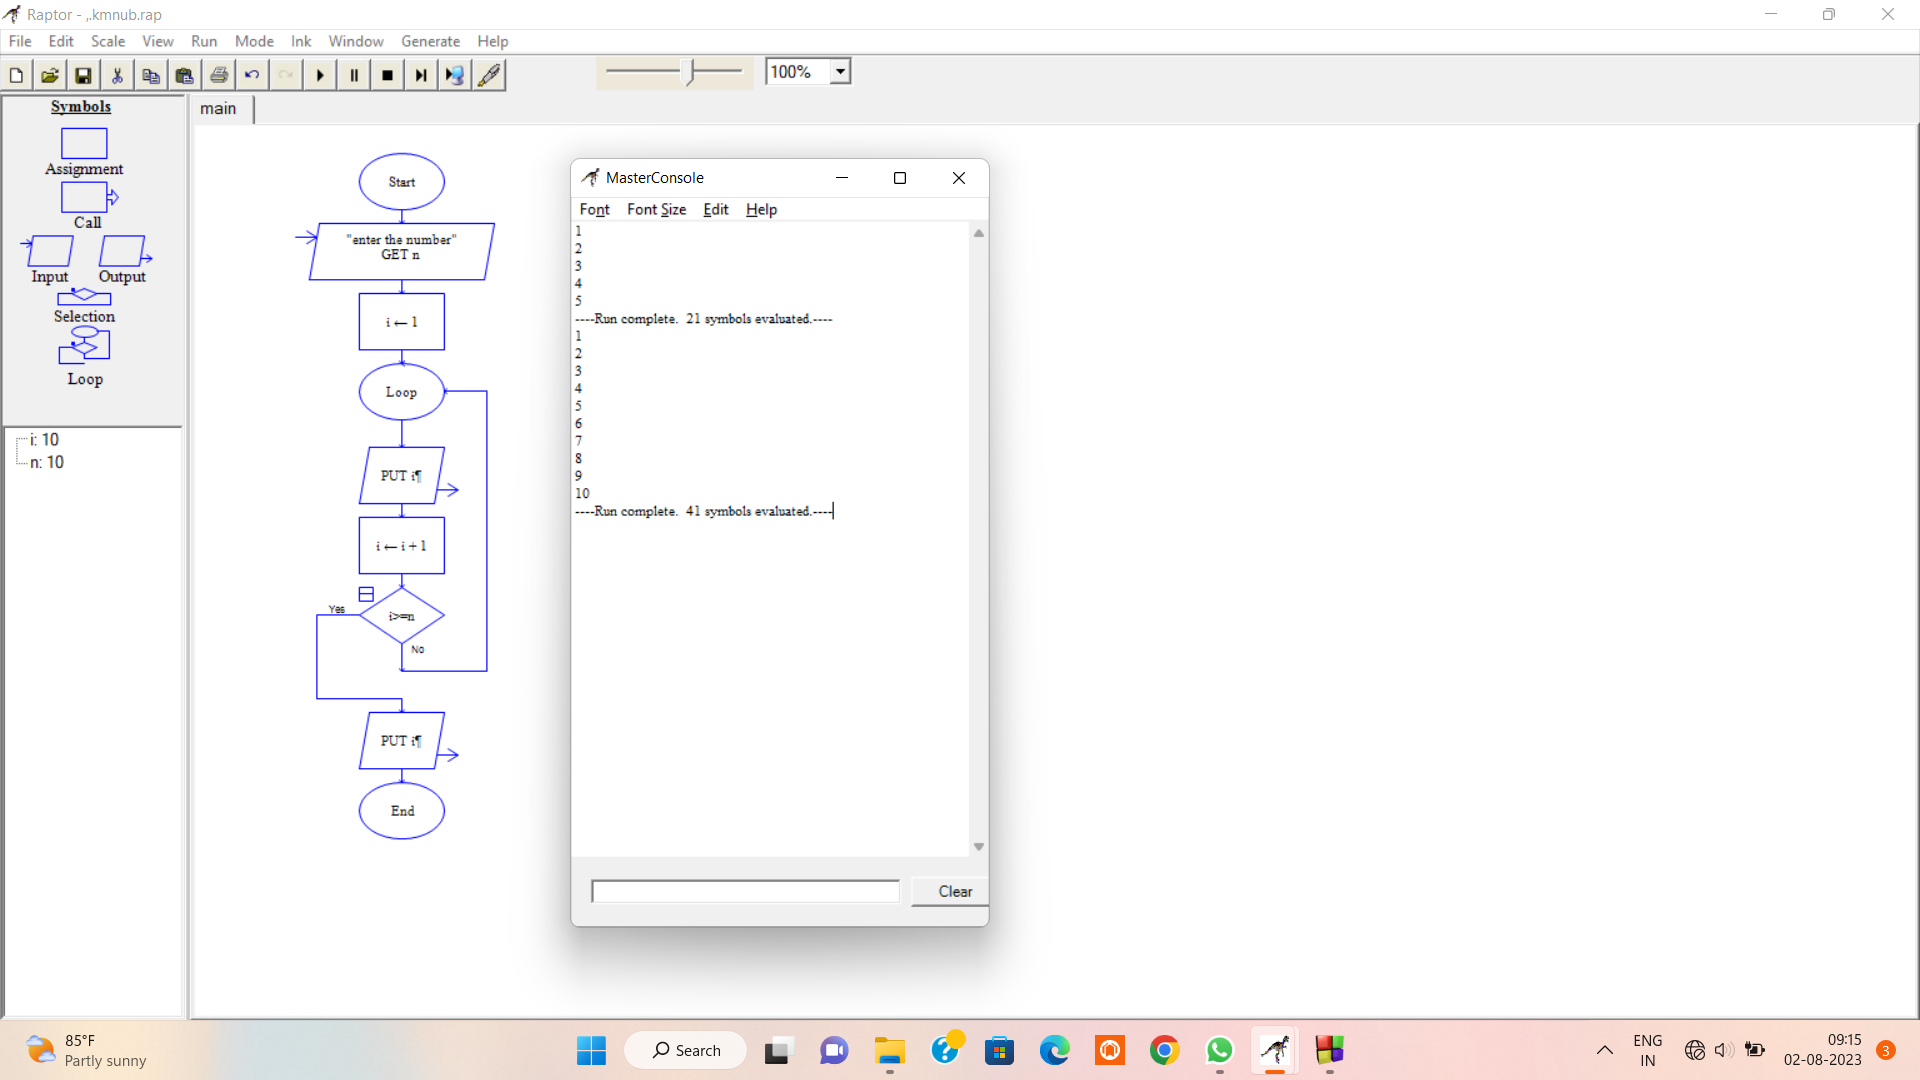 Raptor - ,.kmnub.rap
File Edit Scale View Run Mode Ink Window Generate Help
100%
Symbols
Assignment
Call
Input Output
Selection
Loop
i: 10
n: 10
main
Start
"enter the number"
GET n
i ← 1
Loop
PUT i¶
i ← i + 1
Yes
i>=n
No
PUT i¶
End
MasterConsole
Font Font Size Edit Help
1
2
3
4
5
----Run complete. 21 symbols evaluated.----
1
2
3
4
5
6
7
8
9
10
----Run complete. 41 symbols evaluated.----
Clear
85°F
Partly sunny
Search
ENG
IN
09:15
02-08-2023
3